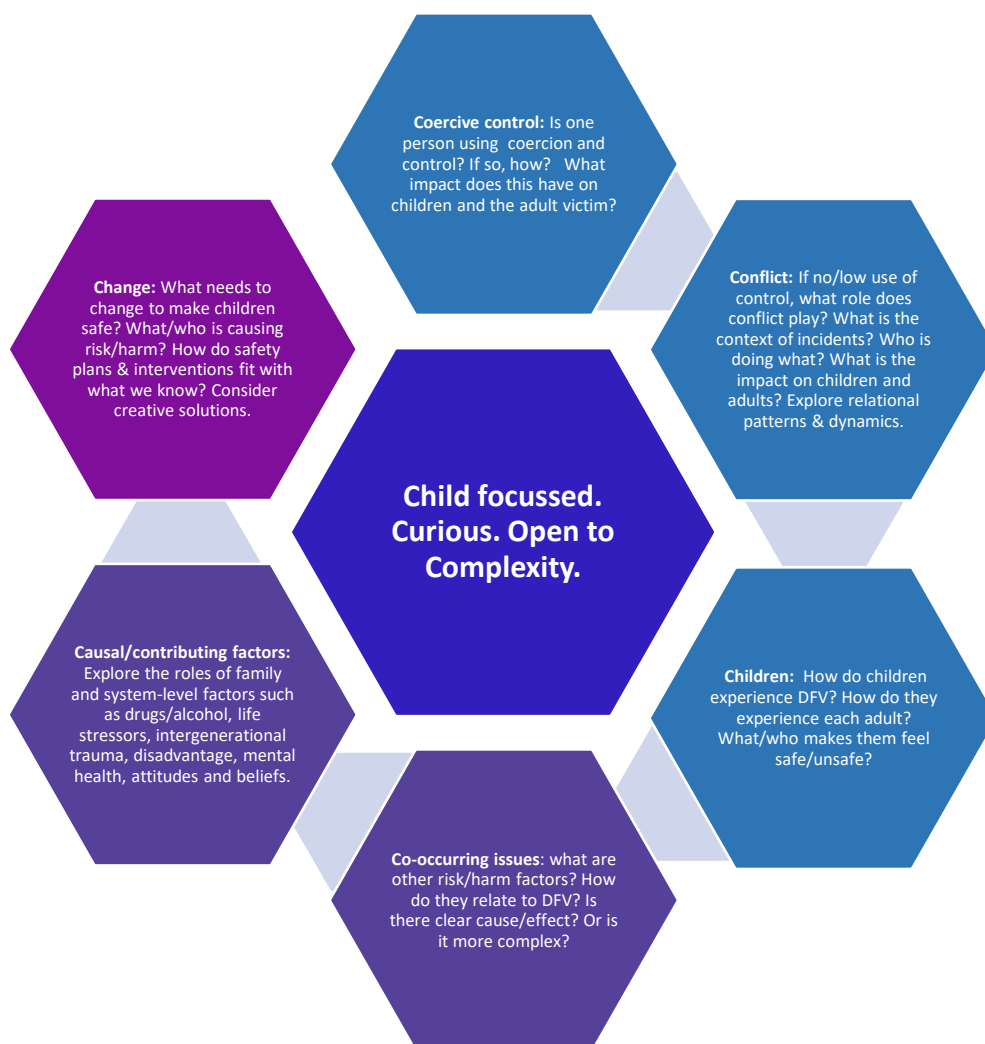 Coercive control: Is one
person using  coercion and
control? If so, how?   What
impact does this have on
children and the adult victim?
Conflict: If no/low use of
control, what role does
conflict play? What is the
context of incidents? Who is
doing what? What is the
impact on children and
adults? Explore relational
patterns & dynamics.
Children:  How do children
experience DFV? How do they
experience each adult?
What/who makes them feel
safe/unsafe?
Co-occurring issues: what are
other risk/harm factors? How
do they relate to DFV? Is
there clear cause/effect? Or is
it more complex?
Causal/contributing factors:
Explore the roles of family
and system-level factors such
as drugs/alcohol, life
stressors, intergenerational
trauma, disadvantage, mental
health, attitudes and beliefs.
Change: What needs to
change to make children
safe? What/who is causing
risk/harm? How do safety
plans & interventions fit with
what we know? Consider
creative solutions.
Child focussed.
Curious. Open to
Complexity.